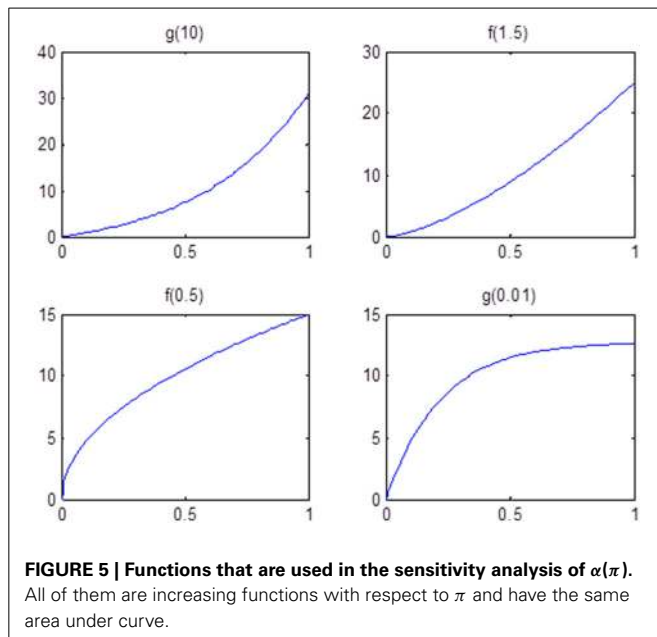 g(10)
40
30
20
10
0
0 0.5 1
f(1.5)
30
20
10
0
0 0.5 1
f(0.5)
15
10
5
0
0 0.5 1
g(0.01)
15
10
5
0
0 0.5 1
FIGURE 5 | Functions that are used in the sensitivity analysis of α(π).
All of them are increasing functions with respect to π and have the same
area under curve.